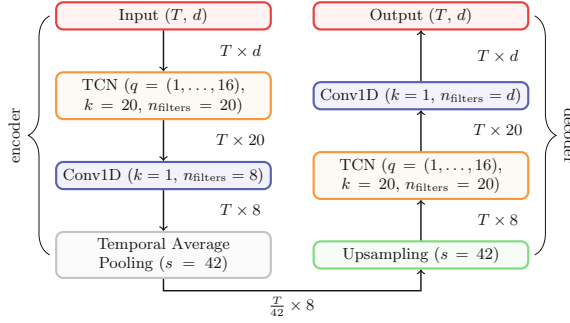 Input (T, d)
T × d
TCN (q = (1, . . . , 16),
k = 20, n_filters = 20)
T × 20
Conv1D (k = 1, n_filters = 8)
T × 8
Temporal Average
Pooling (s = 42)
encoder
T/42 × 8
Output (T, d)
T × d
Conv1D (k = 1, n_filters = d)
T × 20
TCN (q = (1, . . . , 16),
k = 20, n_filters = 20)
T × 8
Upsampling (s = 42)
decoder